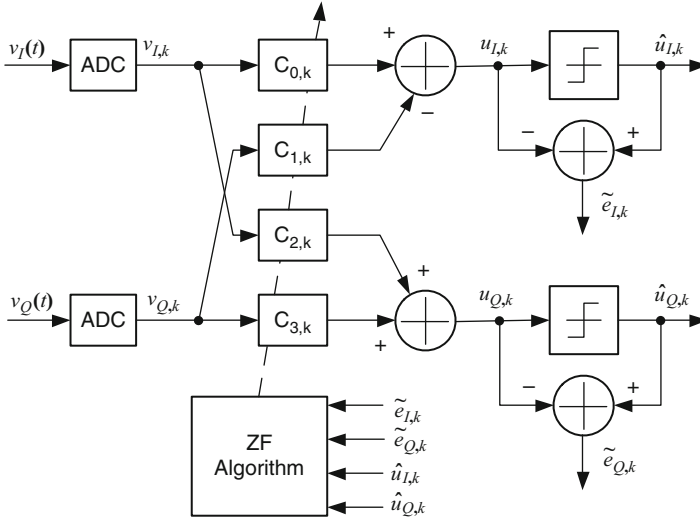 v_I(t) ADC v_{I,k} C_{0,k} + u_{I,k} û_{I,k}
− − +
C_{1,k}
ẽ_{I,k}
C_{2,k}
+
v_Q(t) ADC v_{Q,k} C_{3,k} + u_{Q,k} û_{Q,k}
− +
ẽ_{Q,k}
ZF
Algorithm
ẽ_{I,k}
ẽ_{Q,k}
û_{I,k}
û_{Q,k}